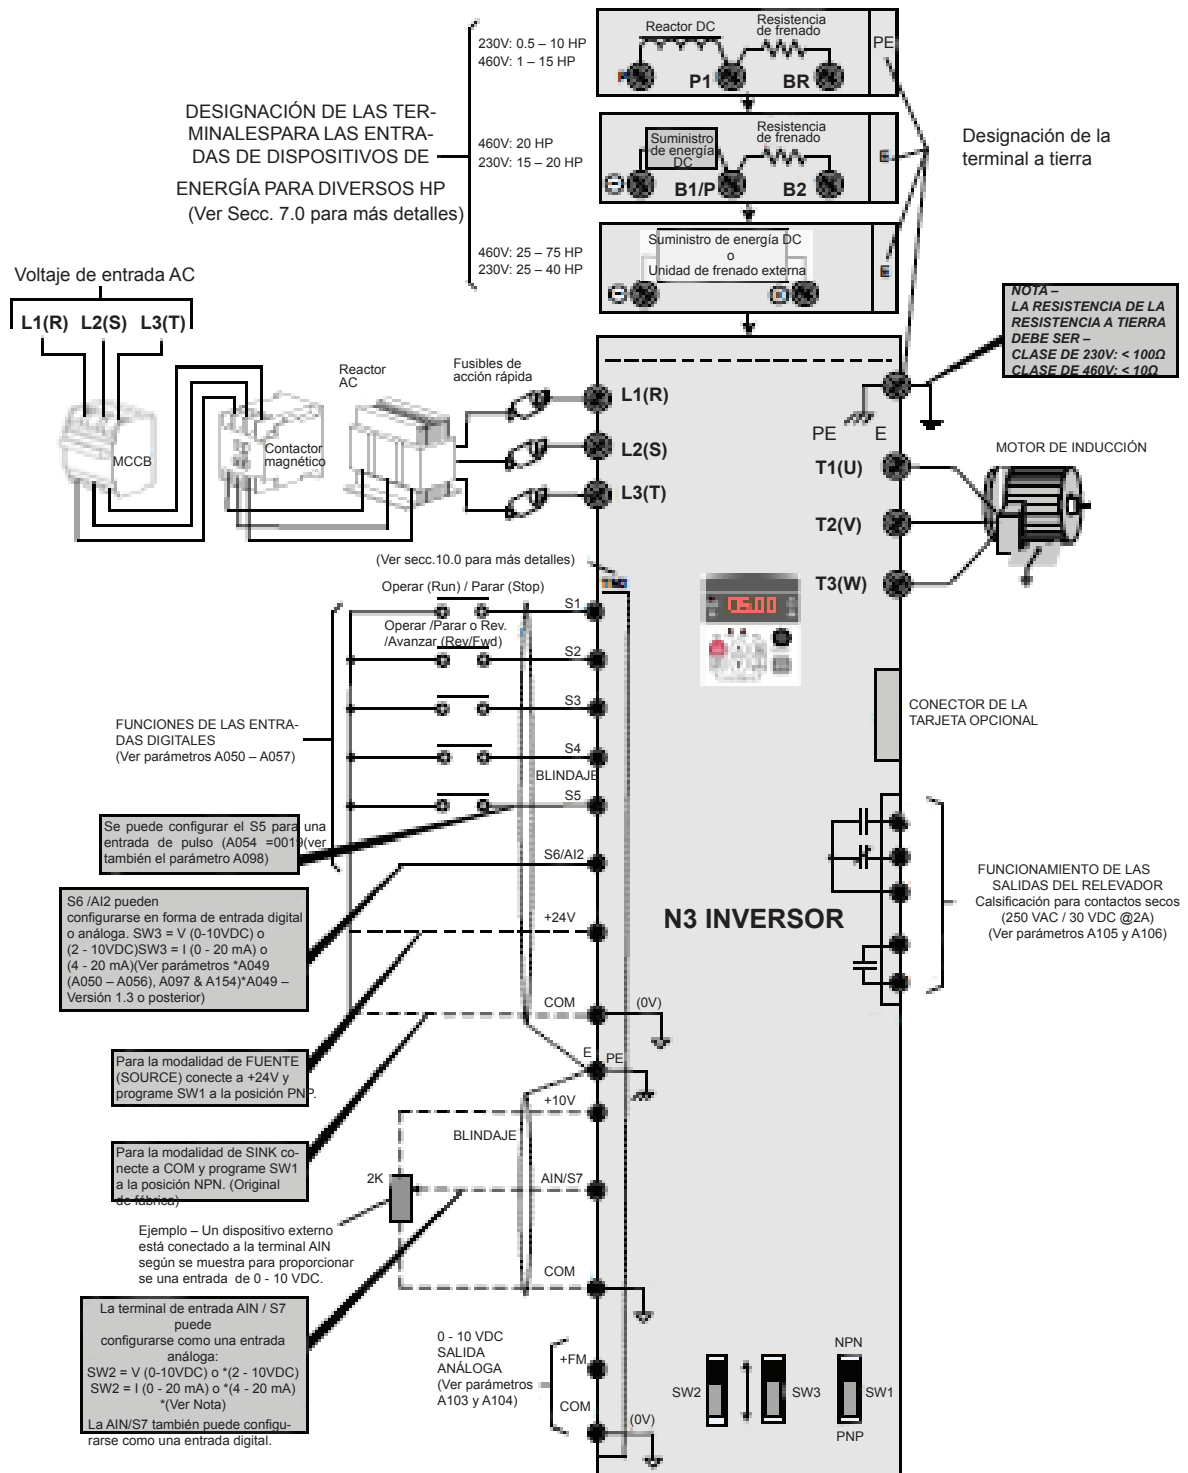 Reactor DC
Resistencia
de frenado
PE
230V: 0.5 – 10 HP
460V: 1 – 15 HP
P1
BR
DESIGNACIÓN DE LAS TER-
MINALESPARA LAS ENTRA-
DAS DE DISPOSITIVOS DE
ENERGÍA PARA DIVERSOS HP
(Ver Secc. 7.0 para más detalles)
460V: 20 HP
230V: 15 – 20 HP
Suministro
de energía
DC
Resistencia
de frenado
E
B1/P
B2
Designación de la
terminal a tierra
460V: 25 – 75 HP
230V: 25 – 40 HP
Suministro de energía DC
o
Unidad de frenado externa
E
Voltaje de entrada AC
L1(R) L2(S) L3(T)
NOTA –
LA RESISTENCIA DE LA
RESISTENCIA A TIERRA
DEBE SER –
CLASE DE 230V: < 100Ω
CLASE DE 460V: < 10Ω
Reactor
AC
Fusibles de
acción rápida
MCCB
Contactor
magnético
L1(R)
L2(S)
L3(T)
PE
E
T1(U)
T2(V)
T3(W)
MOTOR DE INDUCCIÓN
(Ver secc.10.0 para más detalles)
Operar (Run) / Parar (Stop)
S1
Operar /Parar o Rev.
/Avanzar (Rev/Fwd)
S2
S3
S4
BLINDAJE
S5
05.00
FUNCIONES DE LAS ENTRA-
DAS DIGITALES
(Ver parámetros A050 – A057)
CONECTOR DE LA
TARJETA OPCIONAL
Se puede configurar el S5 para una
entrada de pulso (A054 =0019(ver
también el parámetro A098)
S6/AI2
S6 /AI2 pueden
configurarse en forma de entrada digital
o análoga. SW3 = V (0-10VDC) o
(2 - 10VDC)SW3 = I (0 - 20 mA) o
(4 - 20 mA)(Ver parámetros *A049
(A050 – A056), A097 & A154)*A049 –
Versión 1.3 o posterior)
+24V
N3 INVERSOR
FUNCIONAMIENTO DE LAS
SALIDAS DEL RELEVADOR
Calsificación para contactos secos
(250 VAC / 30 VDC @2A)
(Ver parámetros A105 y A106)
COM
(0V)
E
PE
Para la modalidad de FUENTE
(SOURCE) conecte a +24V y
programe SW1 a la posición PNP.
+10V
BLINDAJE
Para la modalidad de SINK co-
necte a COM y programe SW1
a la posición NPN. (Original
de fábrica)
2K
AIN/S7
Ejemplo – Un dispositivo externo
está conectado a la terminal AIN
según se muestra para proporcionar
se una entrada de 0 - 10 VDC.
COM
La terminal de entrada AIN / S7
puede
configurarse como una entrada
análoga:
SW2 = V (0-10VDC) o *(2 - 10VDC)
SW2 = I (0 - 20 mA) o *(4 - 20 mA)
*(Ver Nota)
La AIN/S7 también puede configu-
rarse como una entrada digital.
0 - 10 VDC
SALIDA
ANÁLOGA
(Ver parámetros
A103 y A104)
+FM
COM
(0V)
NPN
SW2
SW3
SW1
PNP